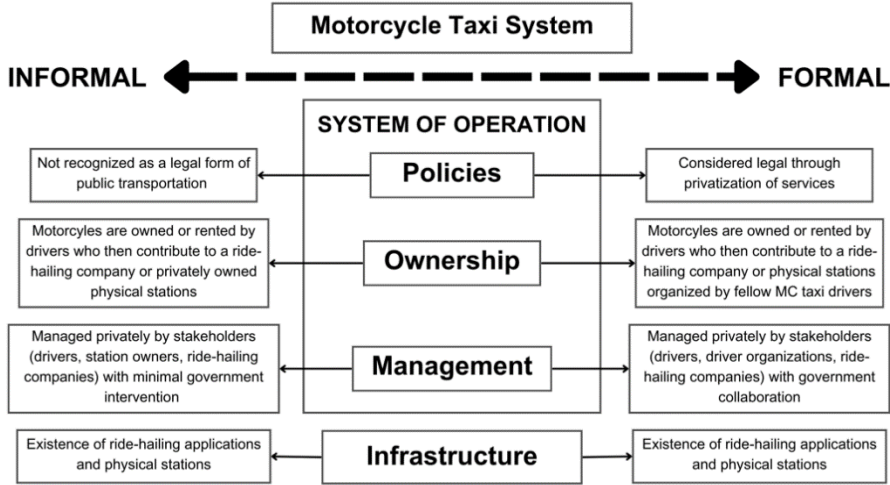 Motorcycle Taxi System
INFORMAL
FORMAL
SYSTEM OF OPERATION
Not recognized as a legal form of
public transportation
Policies
Considered legal through
privatization of services
Motorcyles are owned or rented by
drivers who then contribute to a ride-
hailing company or privately owned
physical stations
Ownership
Motorcyles are owned or rented by
drivers who then contribute to a ride-
hailing company or physical stations
organized by fellow MC taxi drivers
Managed privately by stakeholders
(drivers, station owners, ride-hailing
companies) with minimal government
intervention
Management
Managed privately by stakeholders
(drivers, driver organizations, ride-
hailing companies) with government
collaboration
Existence of ride-hailing applications
and physical stations
Infrastructure
Existence of ride-hailing applications
and physical stations